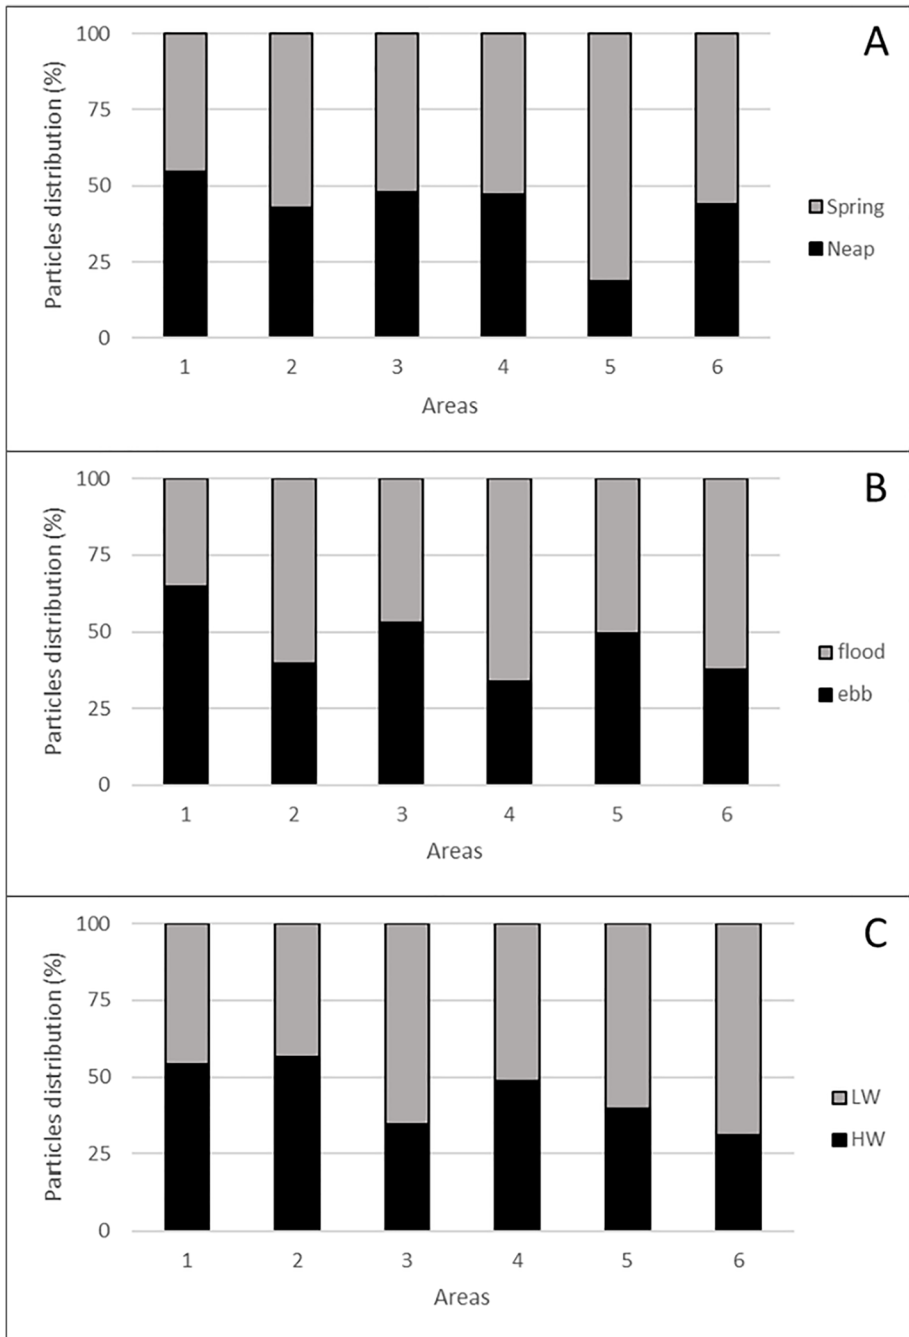 A
Particles distribution (%)
100
75
50
25
0
1 2 3 4 5 6
Areas
Spring
Neap
B
Particles distribution (%)
100
75
50
25
0
1 2 3 4 5 6
Areas
flood
ebb
C
Particles distribution (%)
100
75
50
25
0
1 2 3 4 5 6
Areas
LW
HW